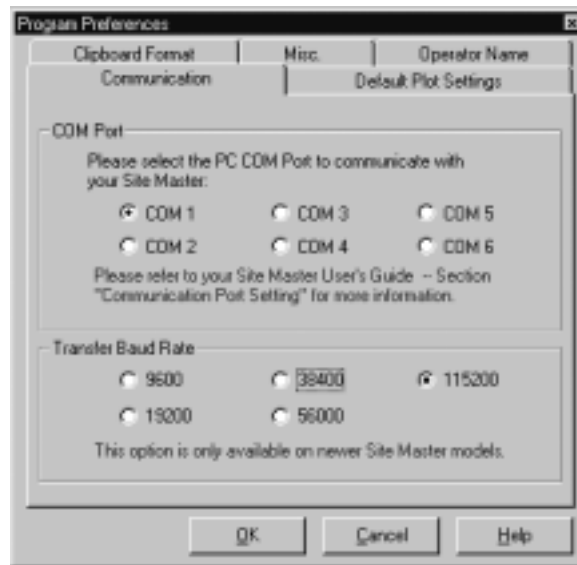 Program Preferences
Clipboard Format
Misc.
Operator Name
Communication
Default Plot Settings
COM Port
Please select the PC COM Port to communicate with
your Site Master:
COM 1
COM 3
COM 5
COM 2
COM 4
COM 6
Please refer to your Site Master User's Guide -- Section
"Communication Port Setting" for more information.
Transfer Baud Rate
9600
38400
115200
19200
56000
This option is only available on newer Site Master models.
OK
Cancel
Help